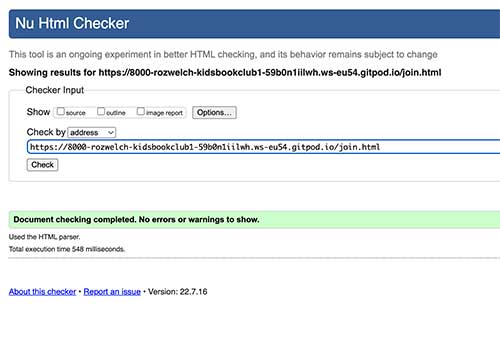 Nu Html Checker
This tool is an ongoing experiment in better HTML checking, and its behavior remains subject to change
Showing results for https://8000-rozwelch-kidsbookclub1-59b0n1iilwh.ws-eu54.gitpod.io/join.html
Checker Input
Show source outline image report Options...
Check by address
https://8000-rozwelch-kidsbookclub1-59b0n1iilwh.ws-eu54.gitpod.io/join.html
Check
Document checking completed. No errors or warnings to show.
Used the HTML parser.
Total execution time 548 milliseconds.
About this checker • Report an issue • Version: 22.7.16